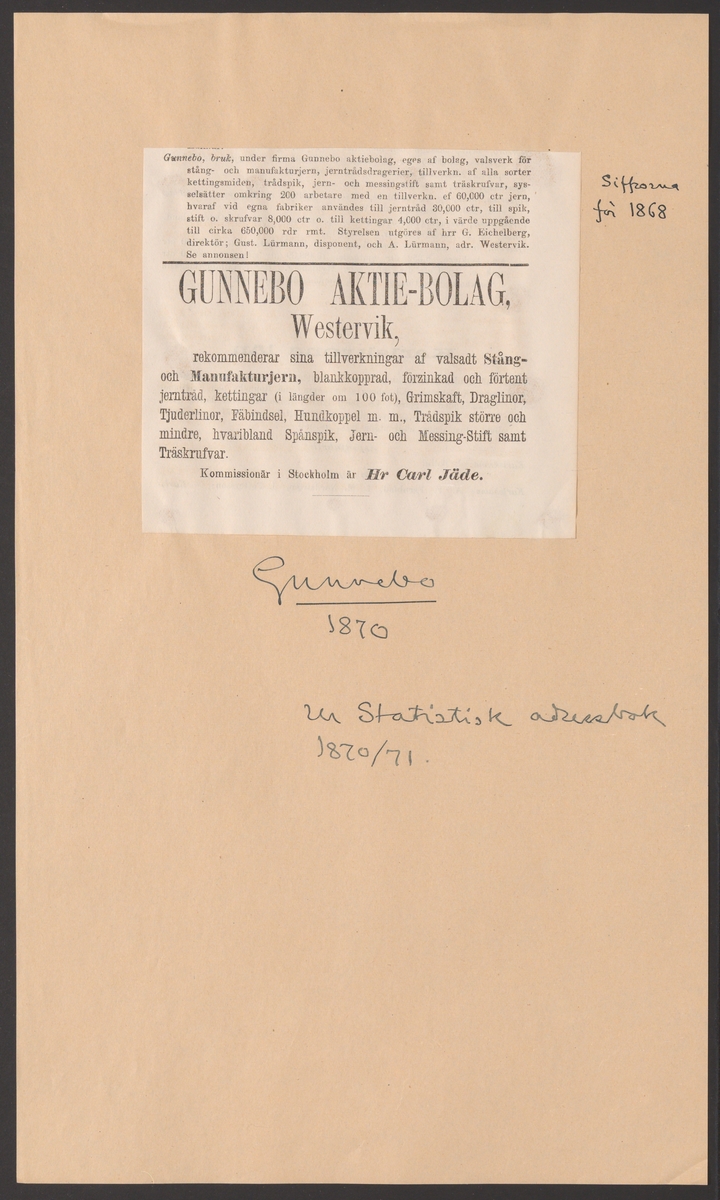 Gunnebo, bruk, under firma Gunnebo aktiebolag, eges af bolag, valsverk för
stång- och manufakturjern, jernträdsdragerier, tillverkn. af alla sorter
kettingsmiden, trådspik, jern- och messingstift samt träskrufvar, sys-
selsätter omkring 200 arbetare med en tillverkn. ef 60,000 ctr jern,
hvaraf vid egna fabriker användes till jerntråd 30,000 ctr, till spik,
stift o. skrufvar 8,000 ctr o. till kettingar 4,000 ctr, i värde uppgående
till cirka 650,000 rdr rmt. Styrelsen utgöres af hrr G. Eichelberg,
direktör; Gust. Lürmann, disponent, och A. Lürmann, adr. Westervik.
Se annonsen!
Siffrorna
för 1868
GUNNEBO AKTIE-BOLAG,
Westervik,
rekommenderar sina tillverkningar af valsadt Stång-
och Manufakturjern, blankkopprad, förzinkad och förtent
jerntråd, kettingar (i längder om 100 fot), Grimskaft, Draglinor,
Tjuderlinor, Fäbindsel, Hundkoppel m. m., Trådspik större och
mindre, hvaribland Spånspik, Jern- och Messing-Stift samt
Träskrufvar.
Kommissionär i Stockholm är Hr Carl Jäde.
Gunnebo
1870
ur Statistisk adressbok
1870/71.